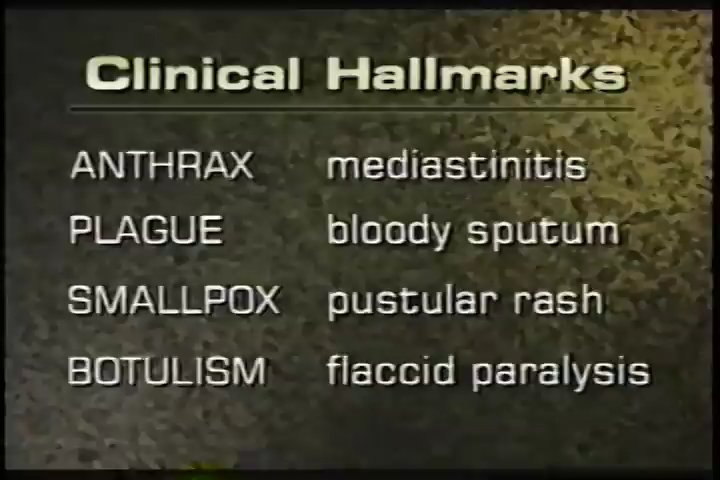 Clinical Hallmarks
ANTHRAX mediastinitis
PLAGUE bloody sputum
SMALLPOX pustular rash
BOTULISM flaccid paralysis